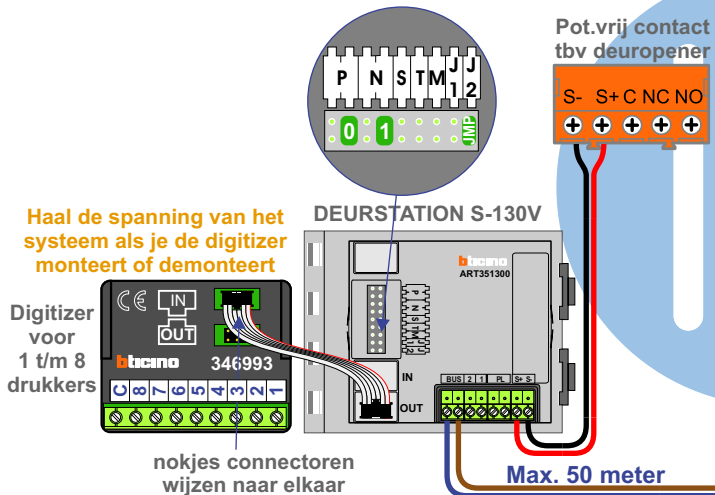 Pot.vrij contact
tbv deuropener
S- S+ C NC NO
P N S T M J1 J2
0 1 JMP
DEURSTATION S-130V
Haal de spanning van het
systeem als je de digitizer
monteert of demonteert
bticino
ART351300
P N S T M J1 J2
IN
OUT
BUS 2 1 PL S+ S-
Digitizer
voor
1 t/m 8
drukkers
CE IN
OUT
bticino 346993
C 8 7 6 5 4 3 2 1
nokjes connectoren
wijzen naar elkaar
Max. 50 meter